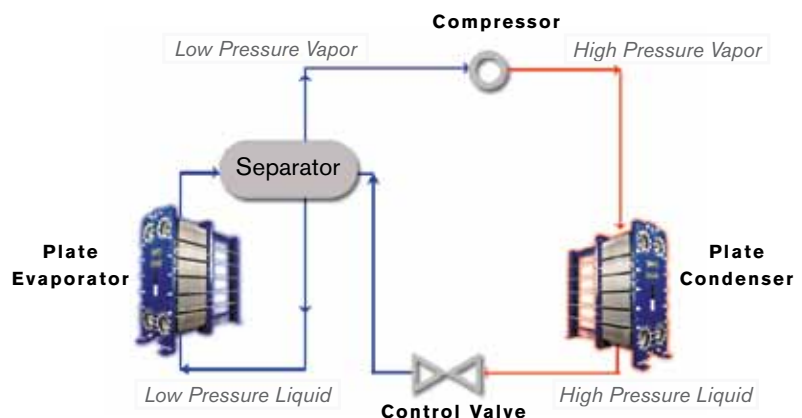 Compressor
Low Pressure Vapor
High Pressure Vapor
Separator
Plate
Evaporator
Plate
Condenser
Low Pressure Liquid
High Pressure Liquid
Control Valve